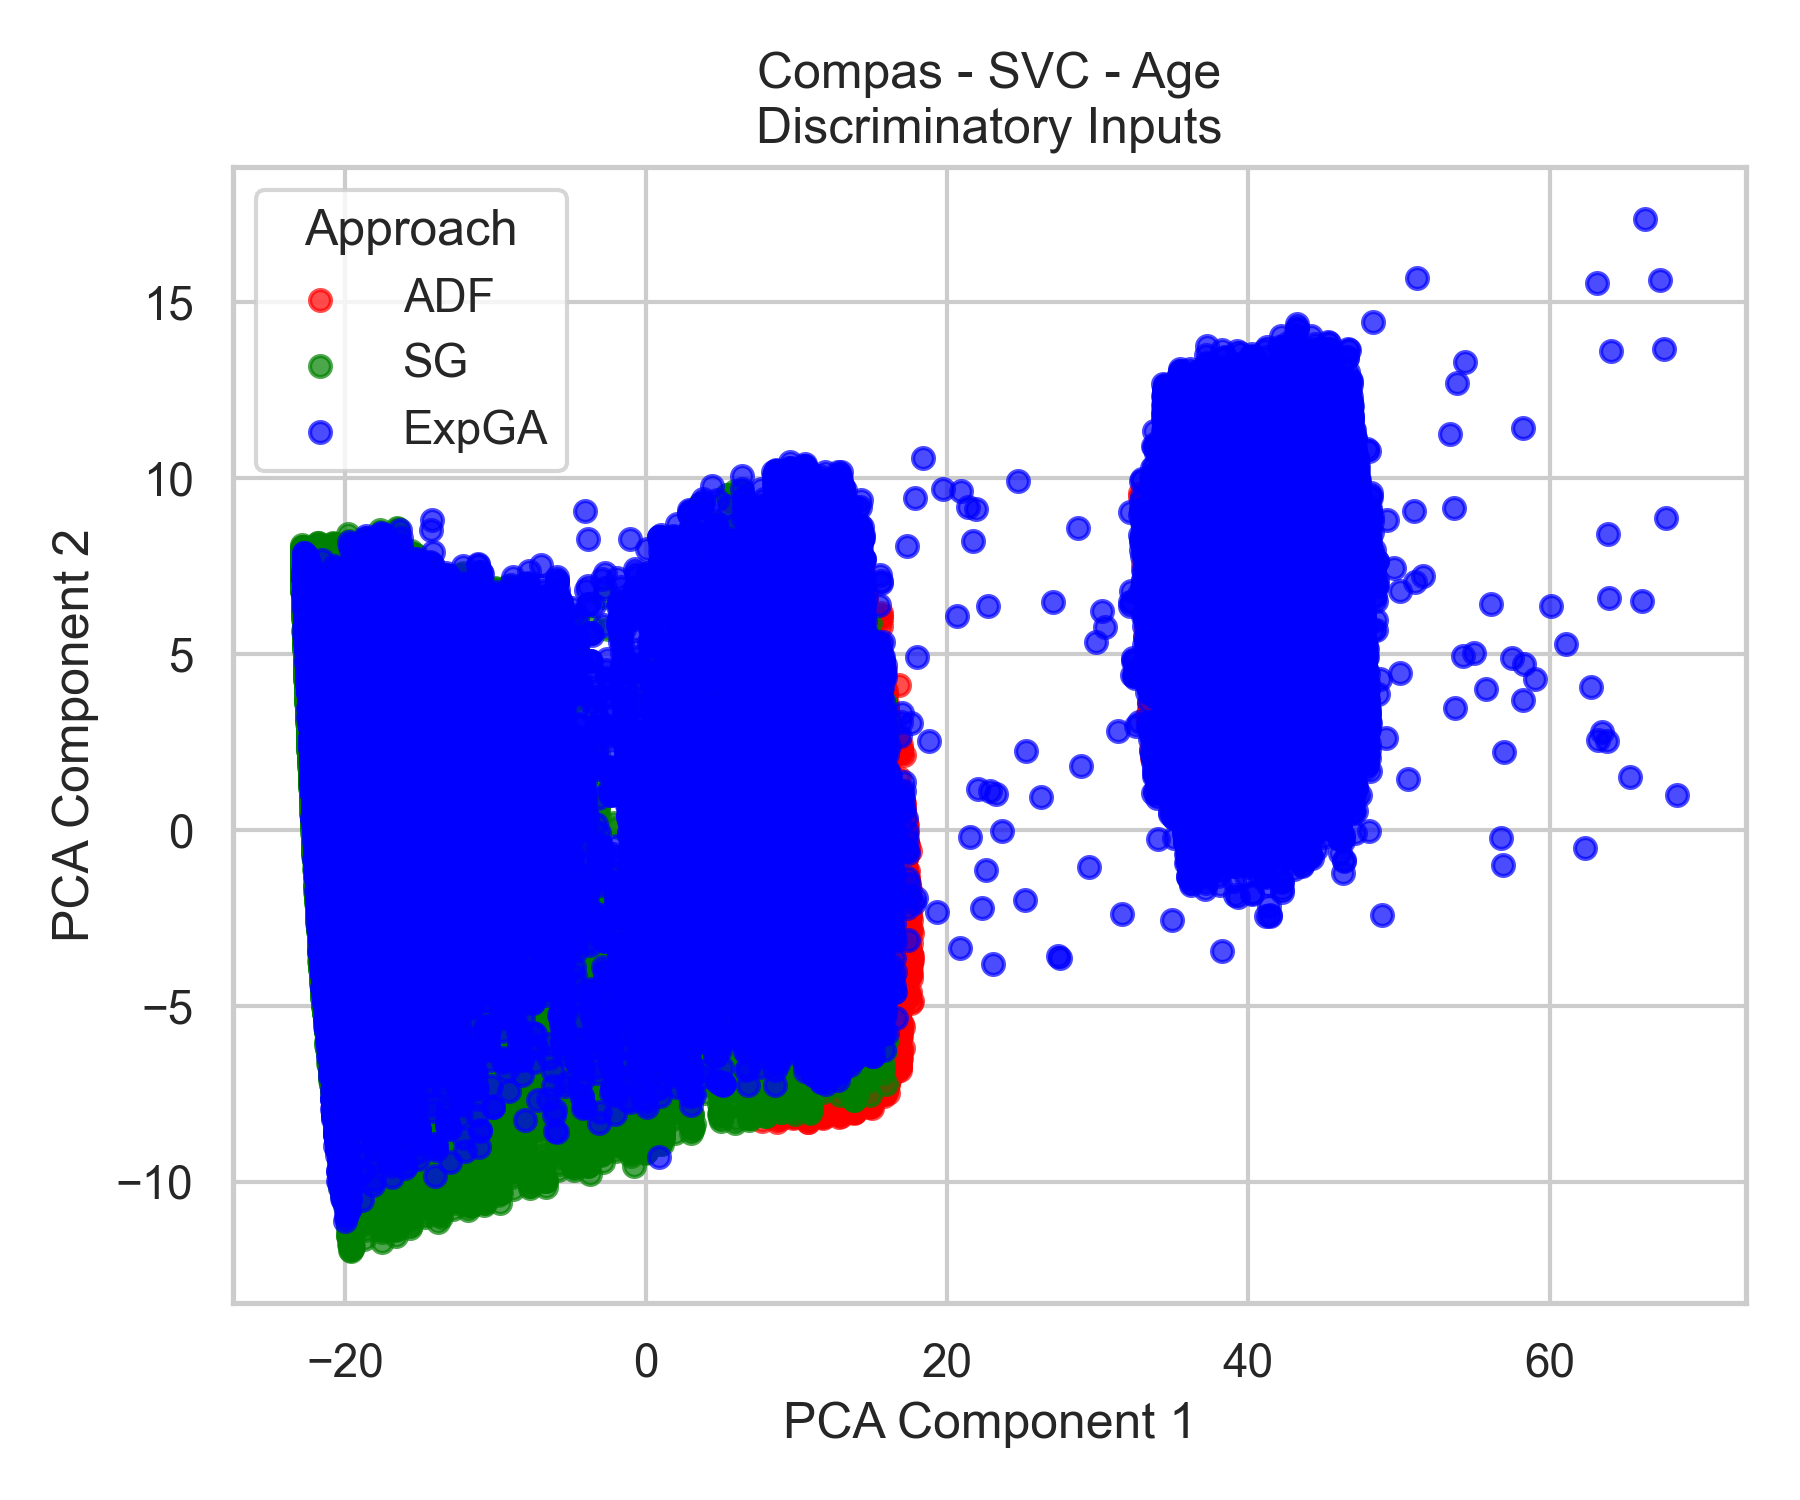 Compas - SVC - Age
Discriminatory Inputs
Approach
ADF
SG
ExpGA
15
10
5
0
−5
−10
PCA Component 2
−20
0
20
40
60
PCA Component 1